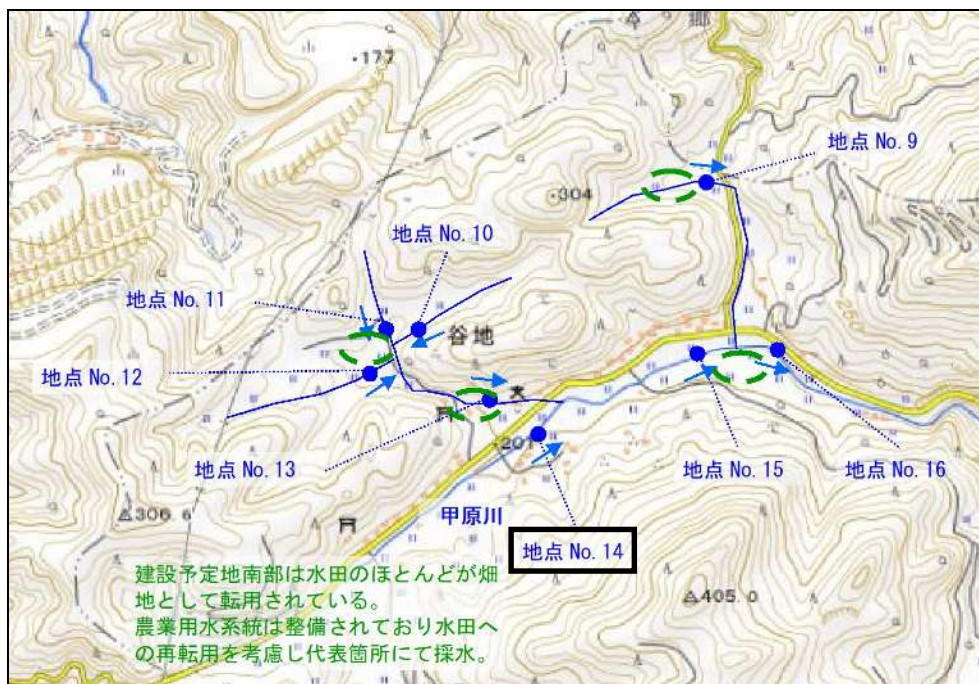 郷
・177
地点 No. 9
・304
地点 No. 10
地点 No. 11
谷地
地点 No. 12
・201
地点 No. 13
地点 No. 15
地点 No. 16
甲原川
地点 No. 14
△306.6
△405.0
建設予定地南部は水田のほとんどが畑
地として転用されている。
農業用水系統は整備されており水田へ
の再転用を考慮し代表箇所にて採水。